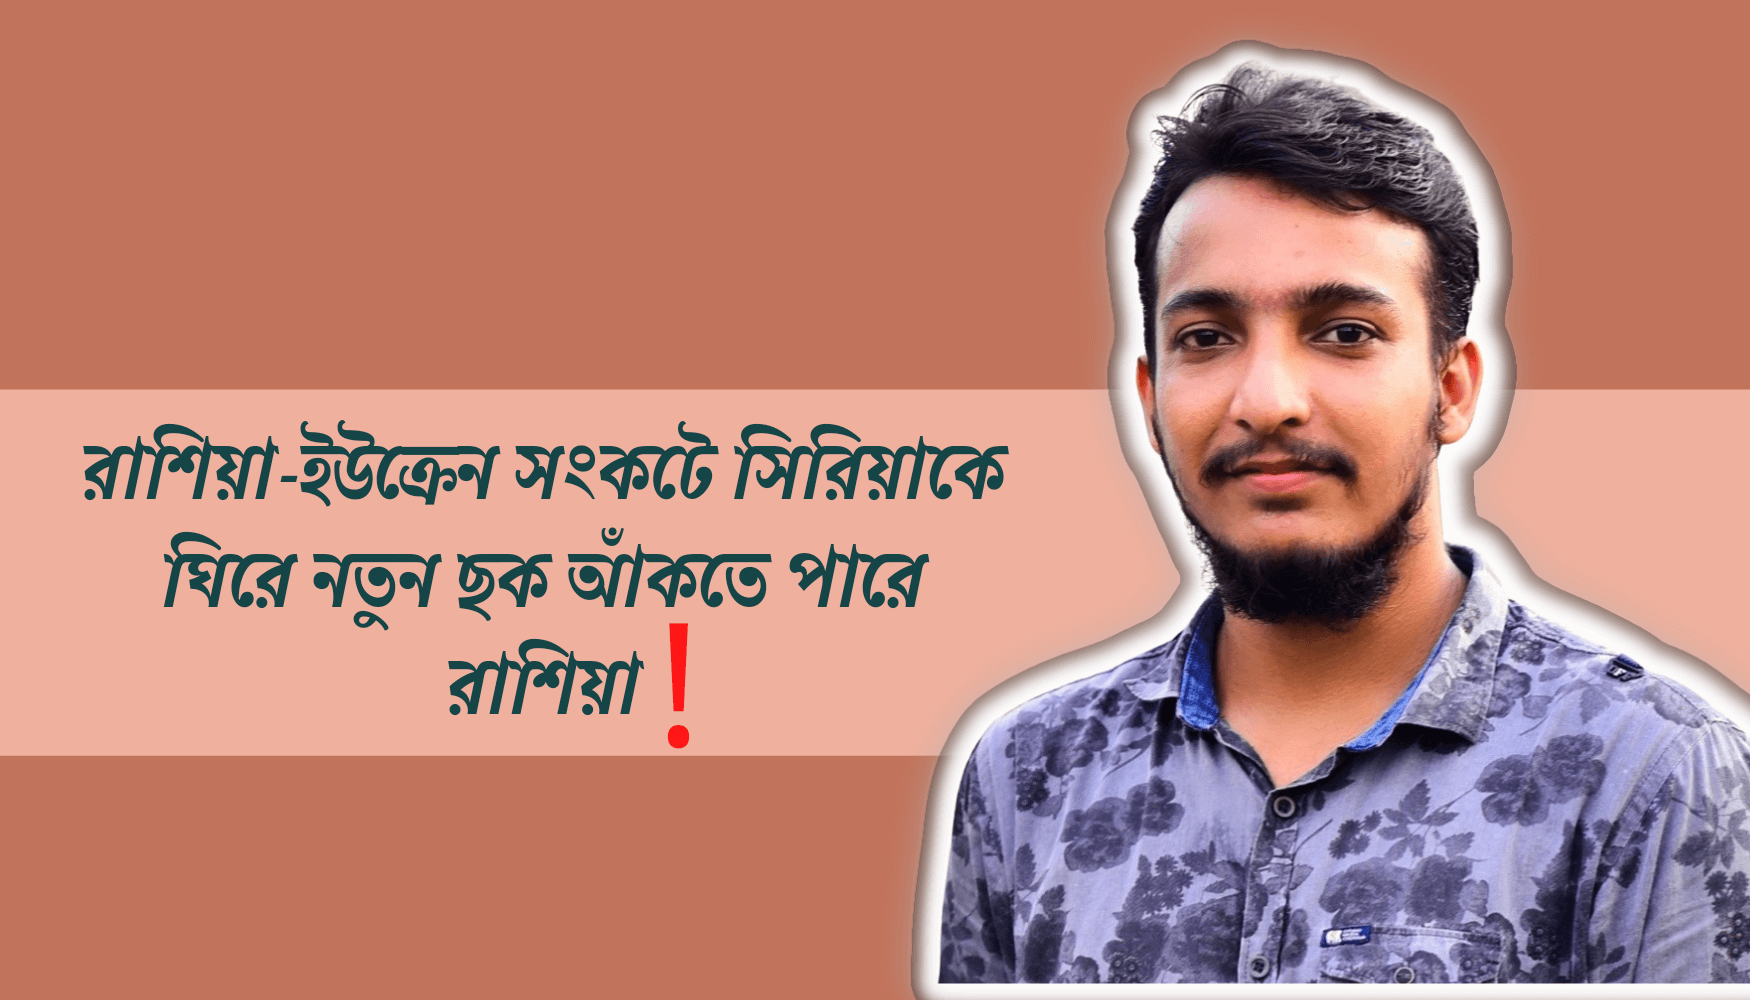 রাশিয়া-ইউক্রেন সংকটে সিরিয়াকে
ঘিরে নতুন ছক আঁকতে পারে
রাশিয়া❗